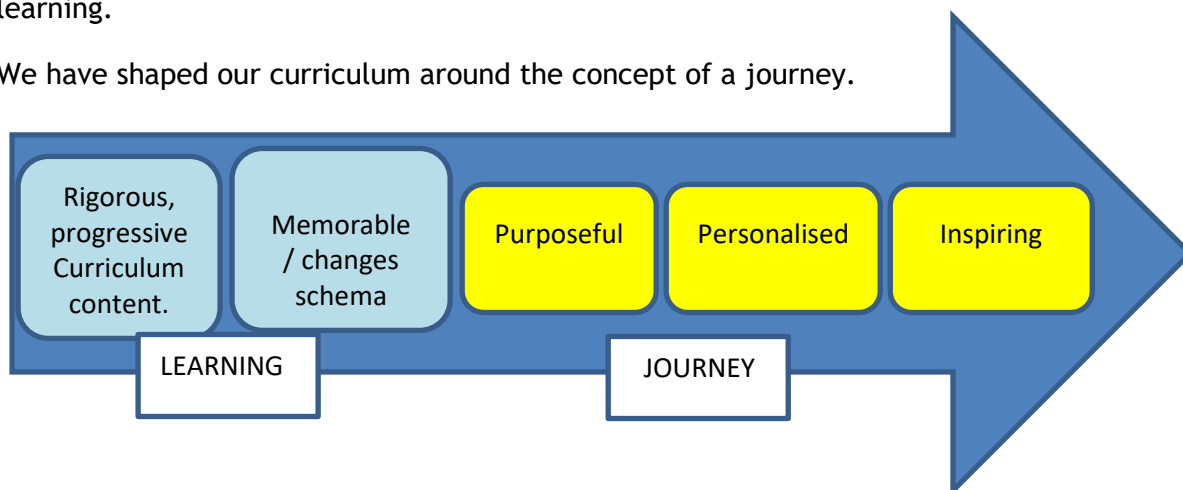 learning.
We have shaped our curriculum around the concept of a journey.
Rigorous,
progressive
Curriculum
content.
Memorable
/ changes
schema
Purposeful
Personalised
Inspiring
LEARNING
JOURNEY